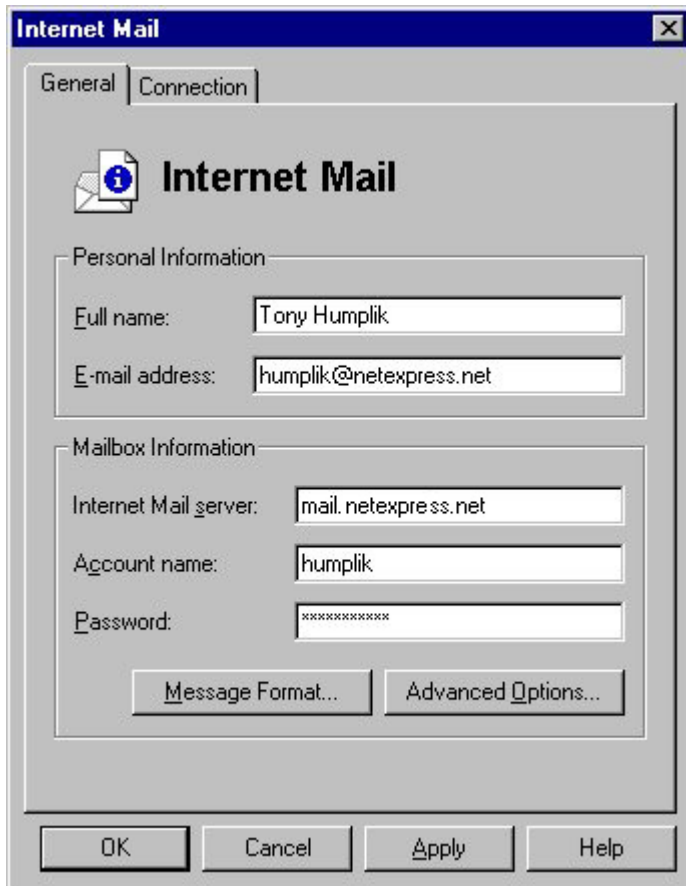 Internet Mail
General Connection
Internet Mail
Personal Information
Full name: Tony Humplik
E-mail address: humplik@netexpress.net
Mailbox Information
Internet Mail server: mail.netexpress.net
Account name: humplik
Password: ***********
Message Format... Advanced Options...
OK Cancel Apply Help